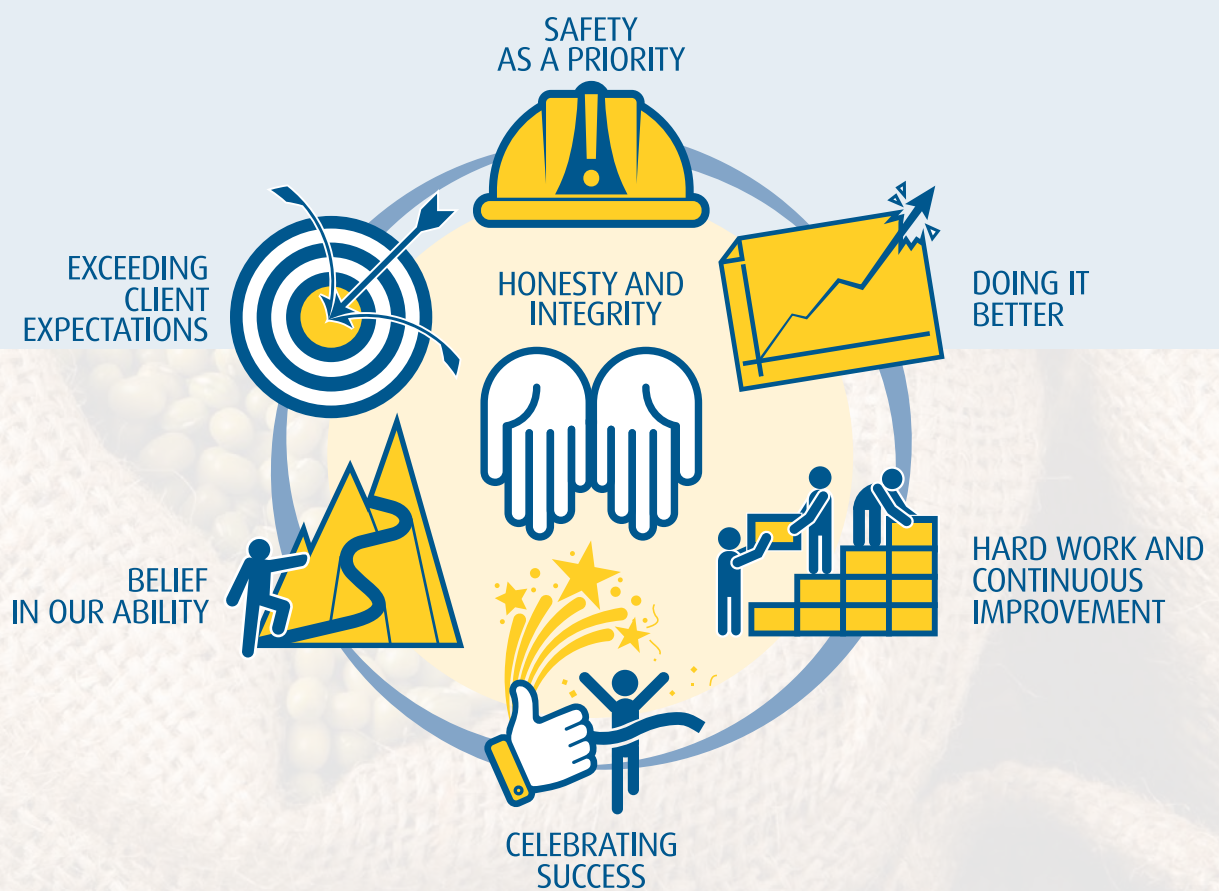 SAFETY
AS A PRIORITY
EXCEEDING
CLIENT
EXPECTATIONS
HONESTY AND
INTEGRITY
DOING IT
BETTER
BELIEF
IN OUR ABILITY
HARD WORK AND
CONTINUOUS
IMPROVEMENT
CELEBRATING
SUCCESS